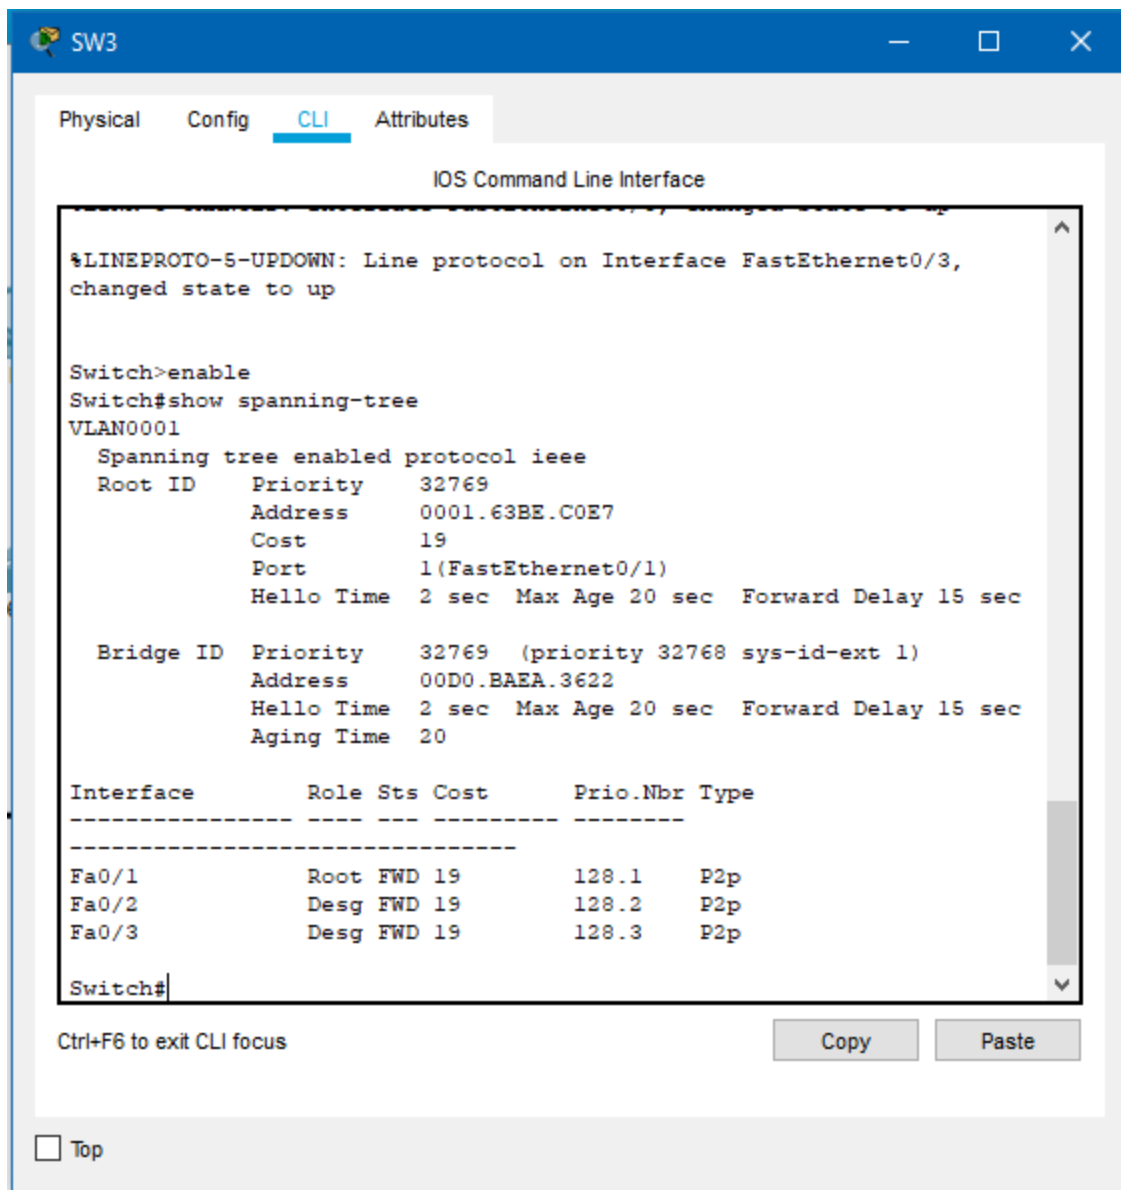 SW3
Physical Config CLI Attributes
IOS Command Line Interface
%LINEPROTO-5-UPDOWN: Line protocol on Interface FastEthernet0/3,
changed state to up
Switch>enable
Switch#show spanning-tree
VLAN0001
  Spanning tree enabled protocol ieee
  Root ID    Priority    32769
             Address     0001.63BE.C0E7
             Cost        19
             Port        1(FastEthernet0/1)
             Hello Time  2 sec  Max Age 20 sec  Forward Delay 15 sec
  Bridge ID  Priority    32769  (priority 32768 sys-id-ext 1)
             Address     00D0.BAEA.3622
             Hello Time  2 sec  Max Age 20 sec  Forward Delay 15 sec
             Aging Time  20
Interface        Role Sts Cost      Prio.Nbr Type
---------------- ---- --- --------- --------
--------------------------------
Fa0/1            Root FWD 19        128.1    P2p
Fa0/2            Desg FWD 19        128.2    P2p
Fa0/3            Desg FWD 19        128.3    P2p
Switch#
Ctrl+F6 to exit CLI focus
Copy Paste
Top